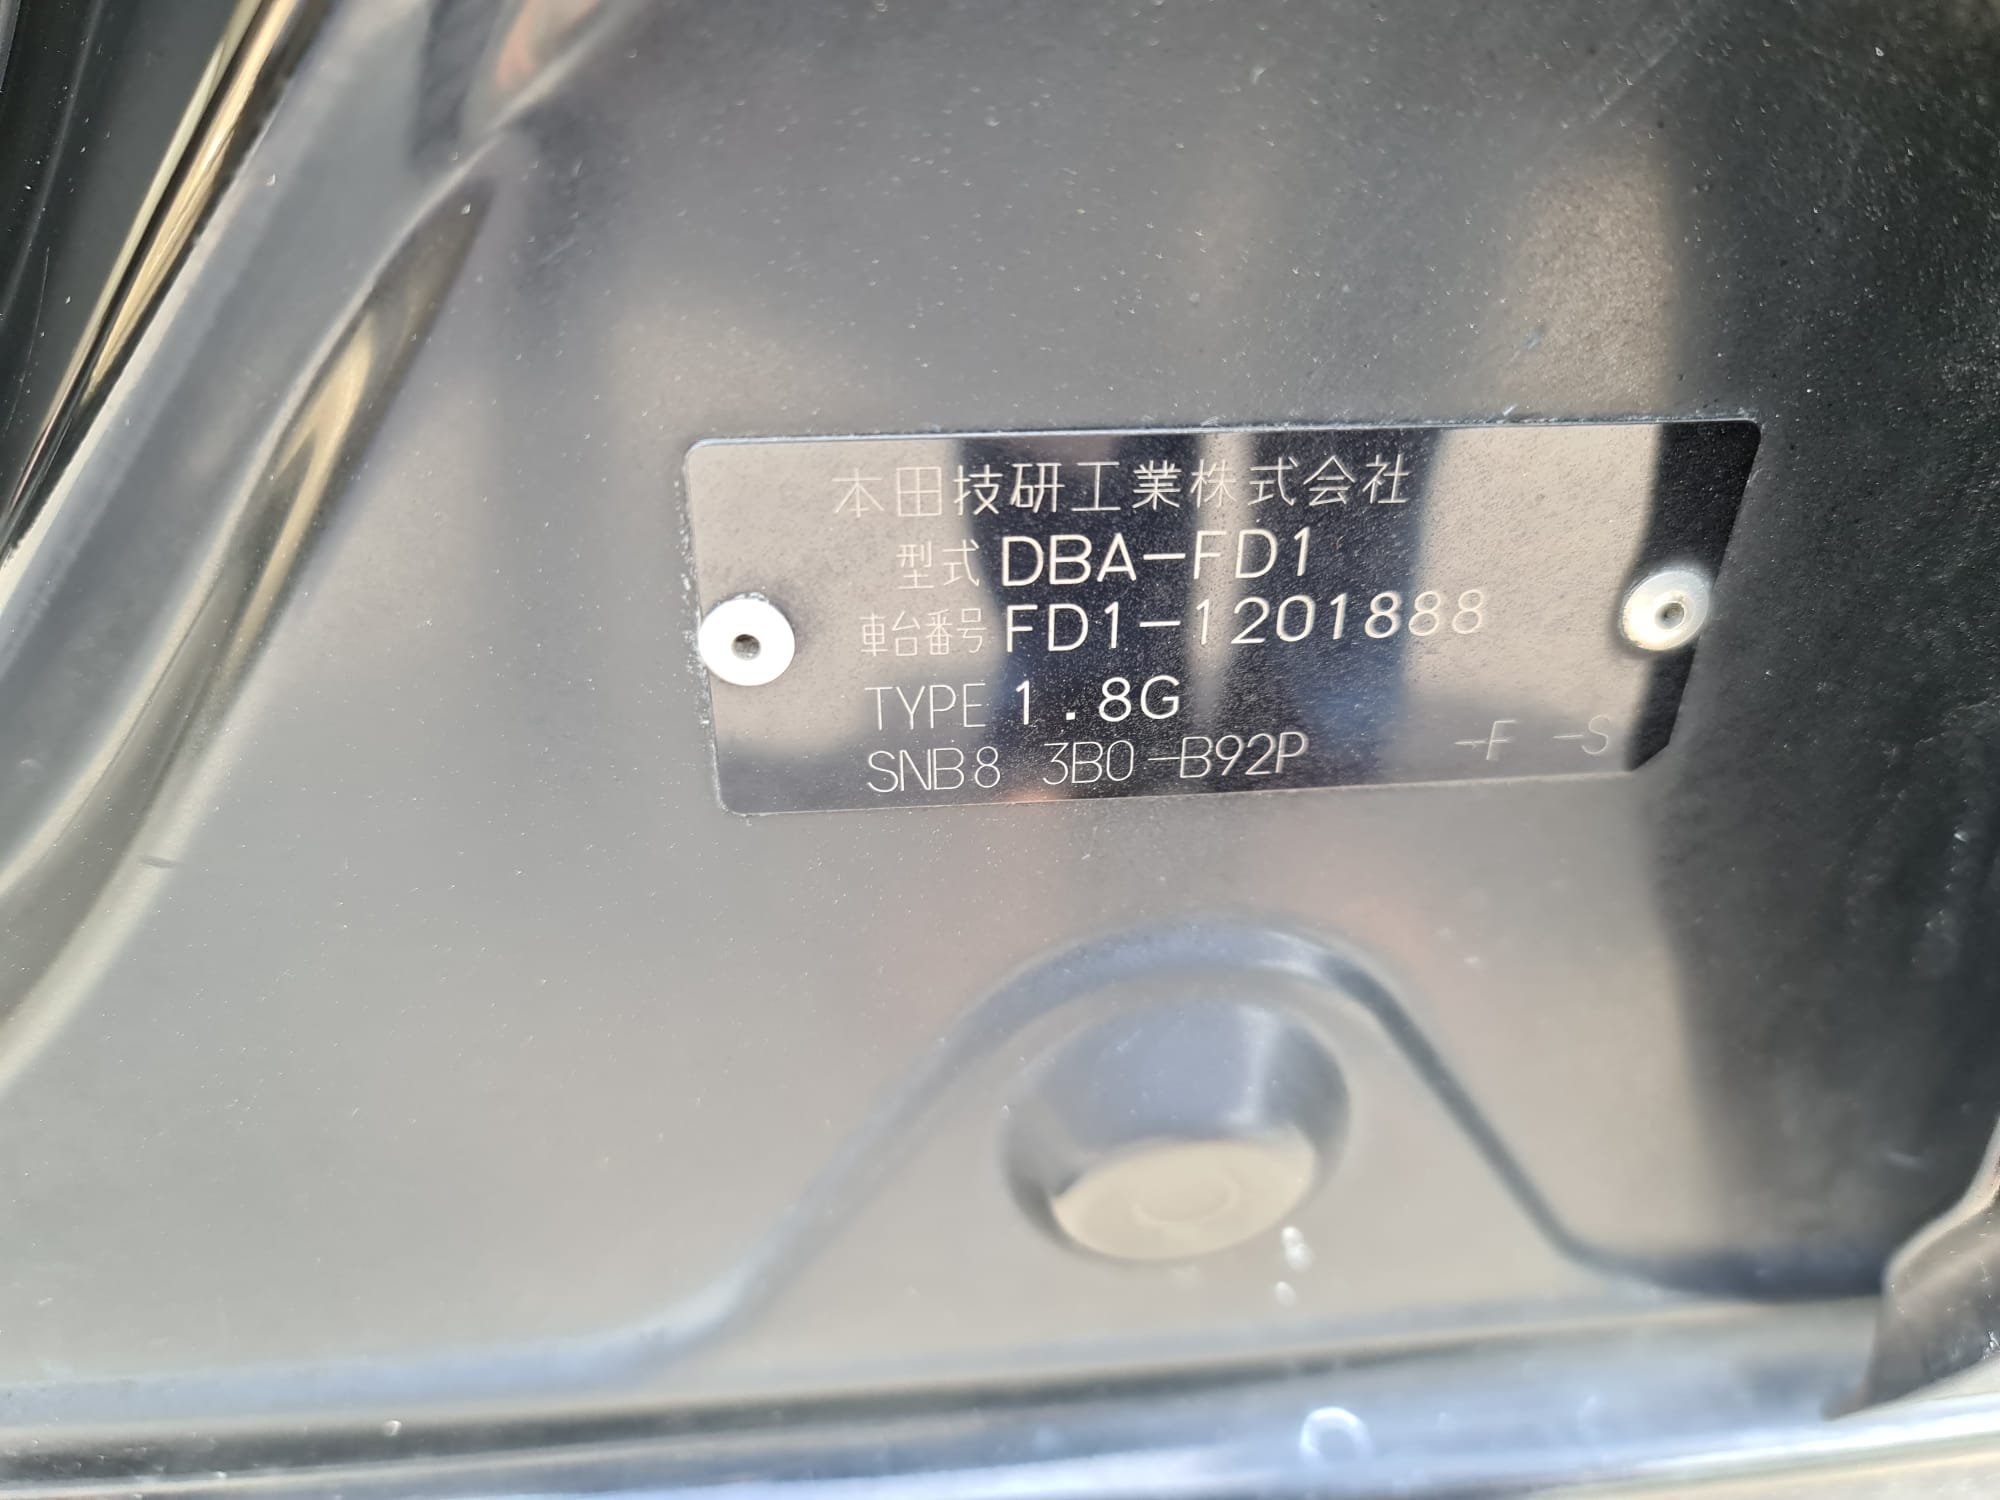 本田技研工業株式会社
型式 DBA-FD1
車台番号 FD1-1201888
TYPE 1.8G
SNB8 3B0-B92P -F -S